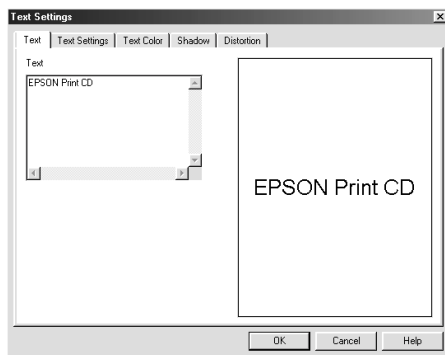 Text Settings
Text Text Settings Text Color Shadow Distortion
Text
EPSON Print CD
EPSON Print CD
OK Cancel Help